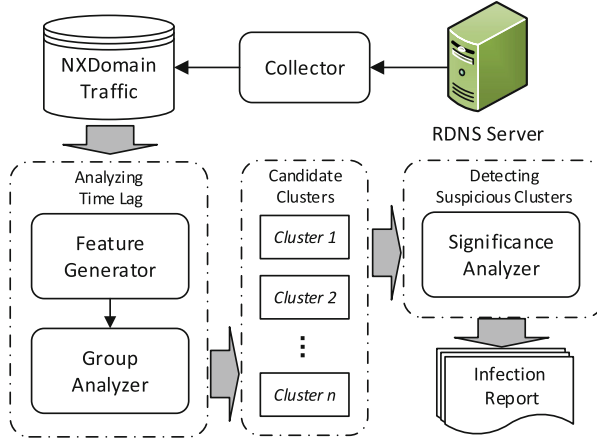 NXDomain
Traffic
Collector
RDNS Server
Analyzing
Time Lag
Feature
Generator
Group
Analyzer
Candidate
Clusters
Cluster 1
Cluster 2
⋮
Cluster n
Detecting
Suspicious Clusters
Significance
Analyzer
Infection
Report